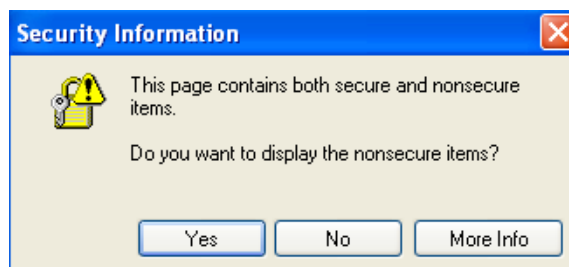 Security Information
This page contains both secure and nonsecure
items.
Do you want to display the nonsecure items?
Yes
No
More Info